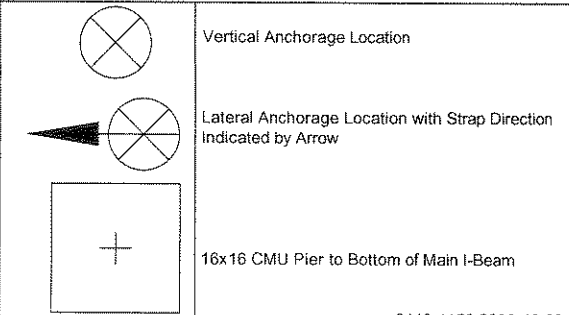 Vertical Anchorage Location
Lateral Anchorage Location with Strap Direction
Indicated by Arrow
16x16 CMU Pier to Bottom of Main I-Beam